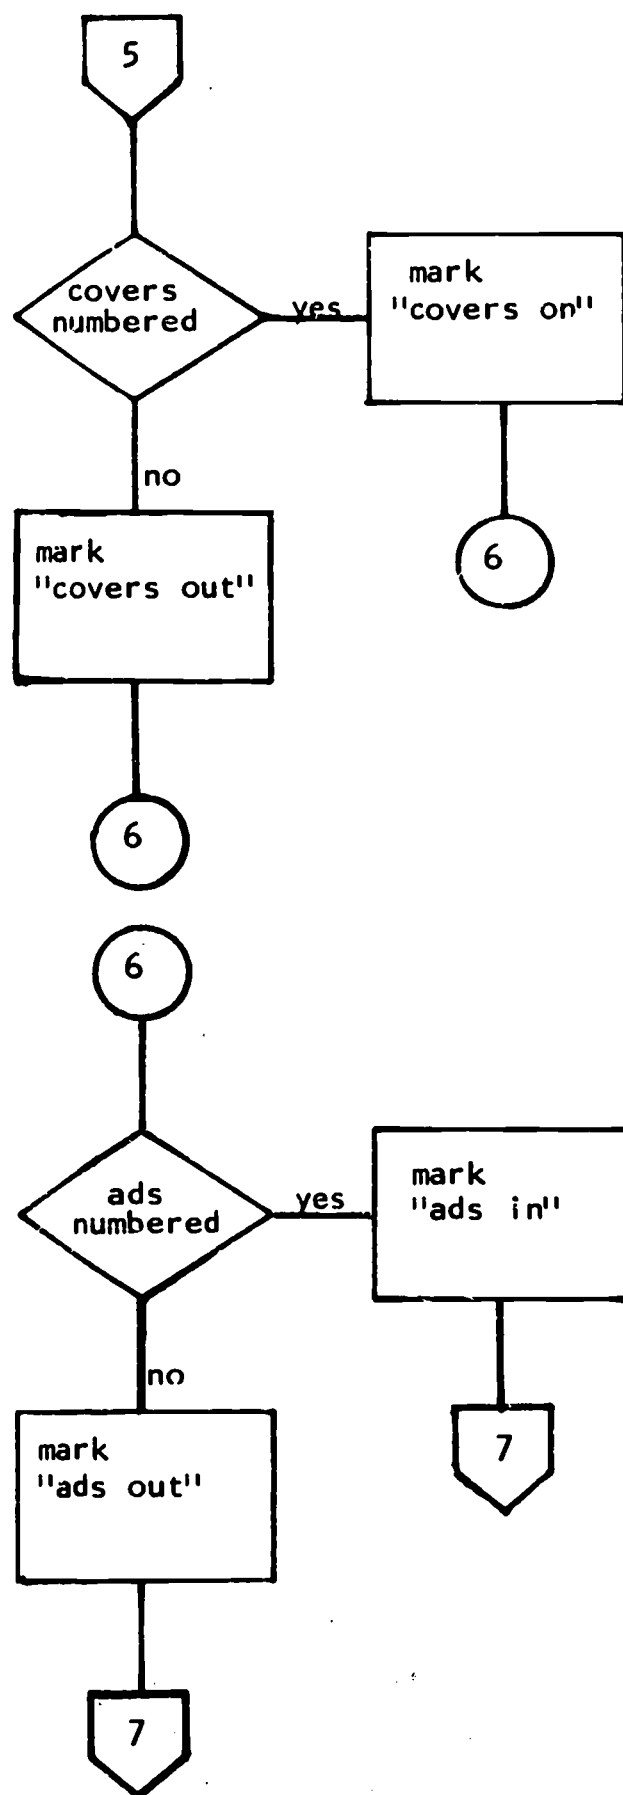 5
covers
numbered
yes
mark
"covers on"
no
mark
"covers out"
6
6
6
ads
numbered
yes
mark
"ads in"
no
mark
"ads out"
7
7